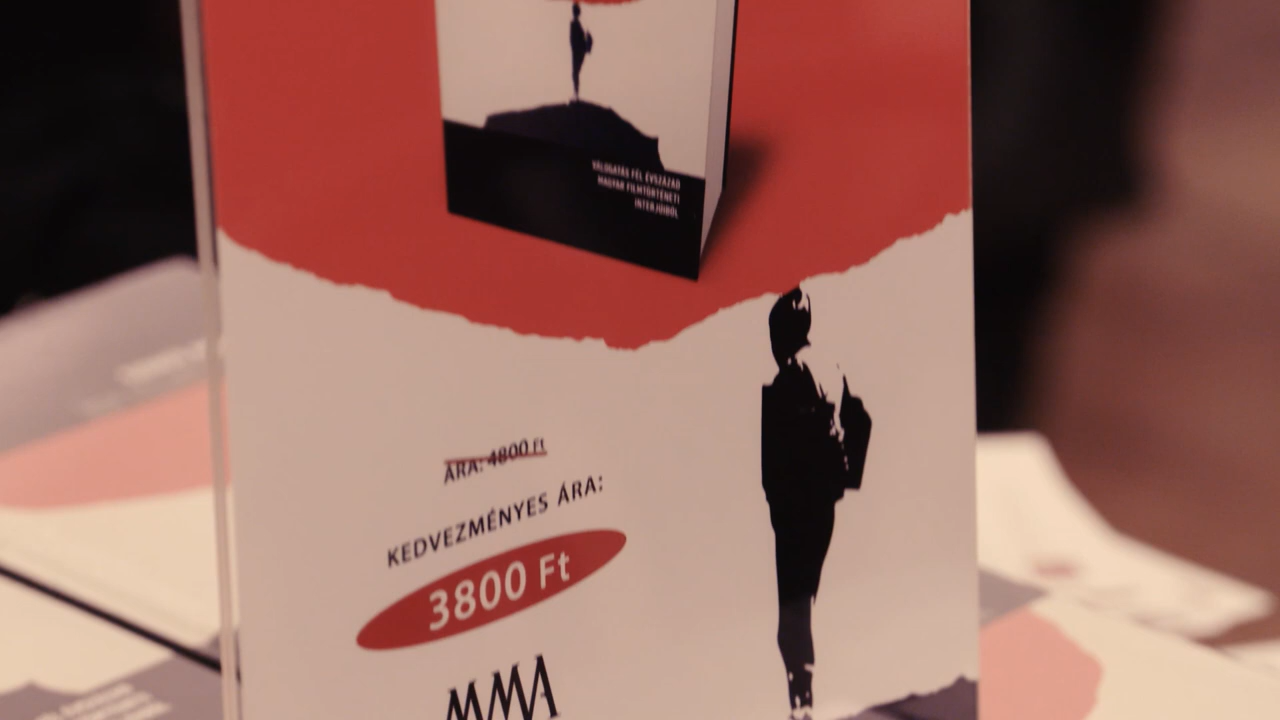 VÁLOGATÁS FÉL ÉVSZÁZAD
MAGYAR FILMTÖRTÉNETI
INTERJÚIBÓL
ÁRA: 4800 Ft
KEDVEZMÉNYES ÁRA:
3800 Ft
MMA